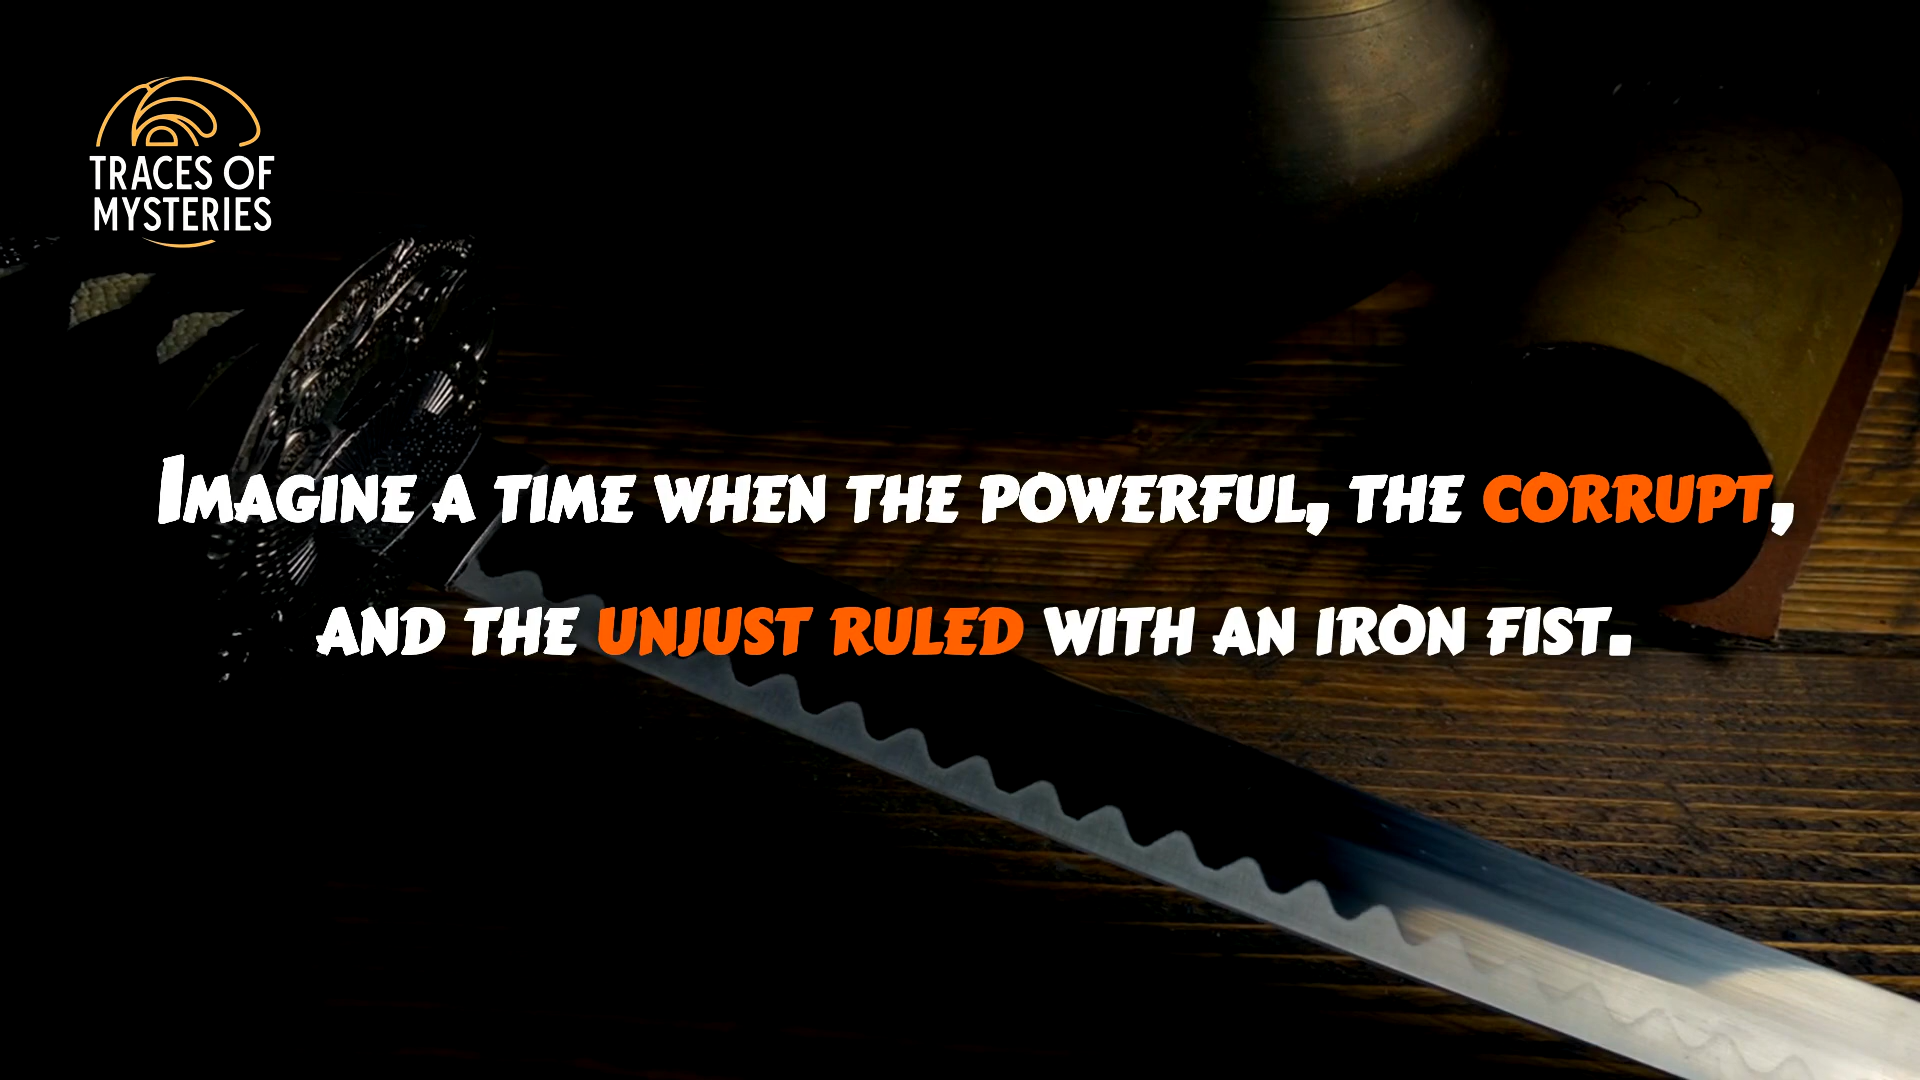 TRACES OF
MYSTERIES
Imagine a time when the powerful, the corrupt,
and the unjust ruled with an iron fist.